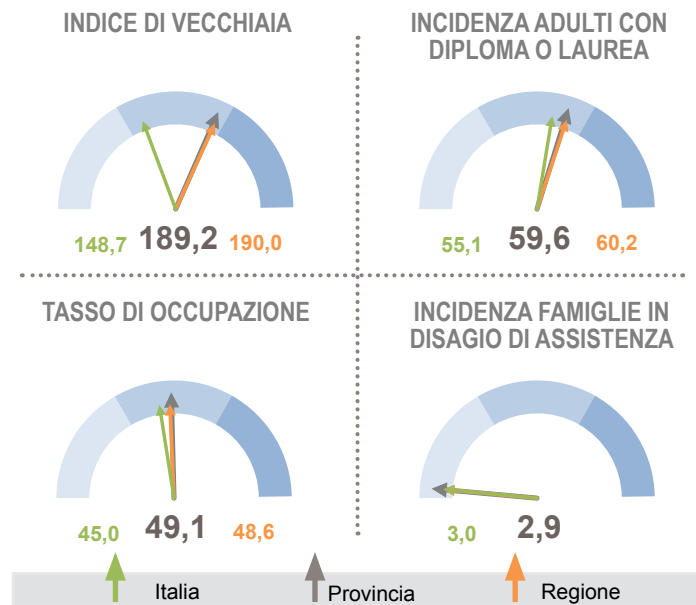 INDICE DI VECCHIAIA
148,7 189,2 190,0
INCIDENZA ADULTI CON
DIPLOMA O LAUREA
55,1 59,6 60,2
TASSO DI OCCUPAZIONE
45,0 49,1 48,6
INCIDENZA FAMIGLIE IN
DISAGIO DI ASSISTENZA
3,0 2,9
Italia Provincia Regione